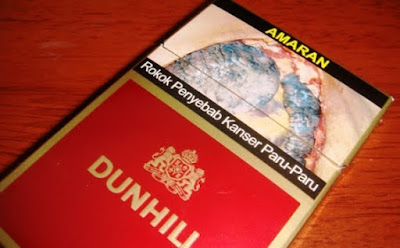 AMARAN
Rokok Penyebab Kanser Paru-Paru
DUNHILL